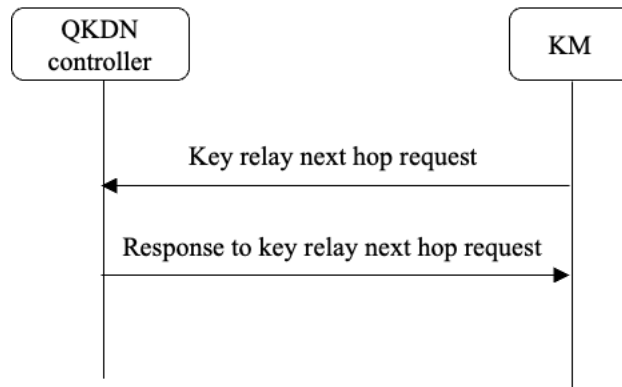 QKDN
controller
KM
Key relay next hop request
Response to key relay next hop request